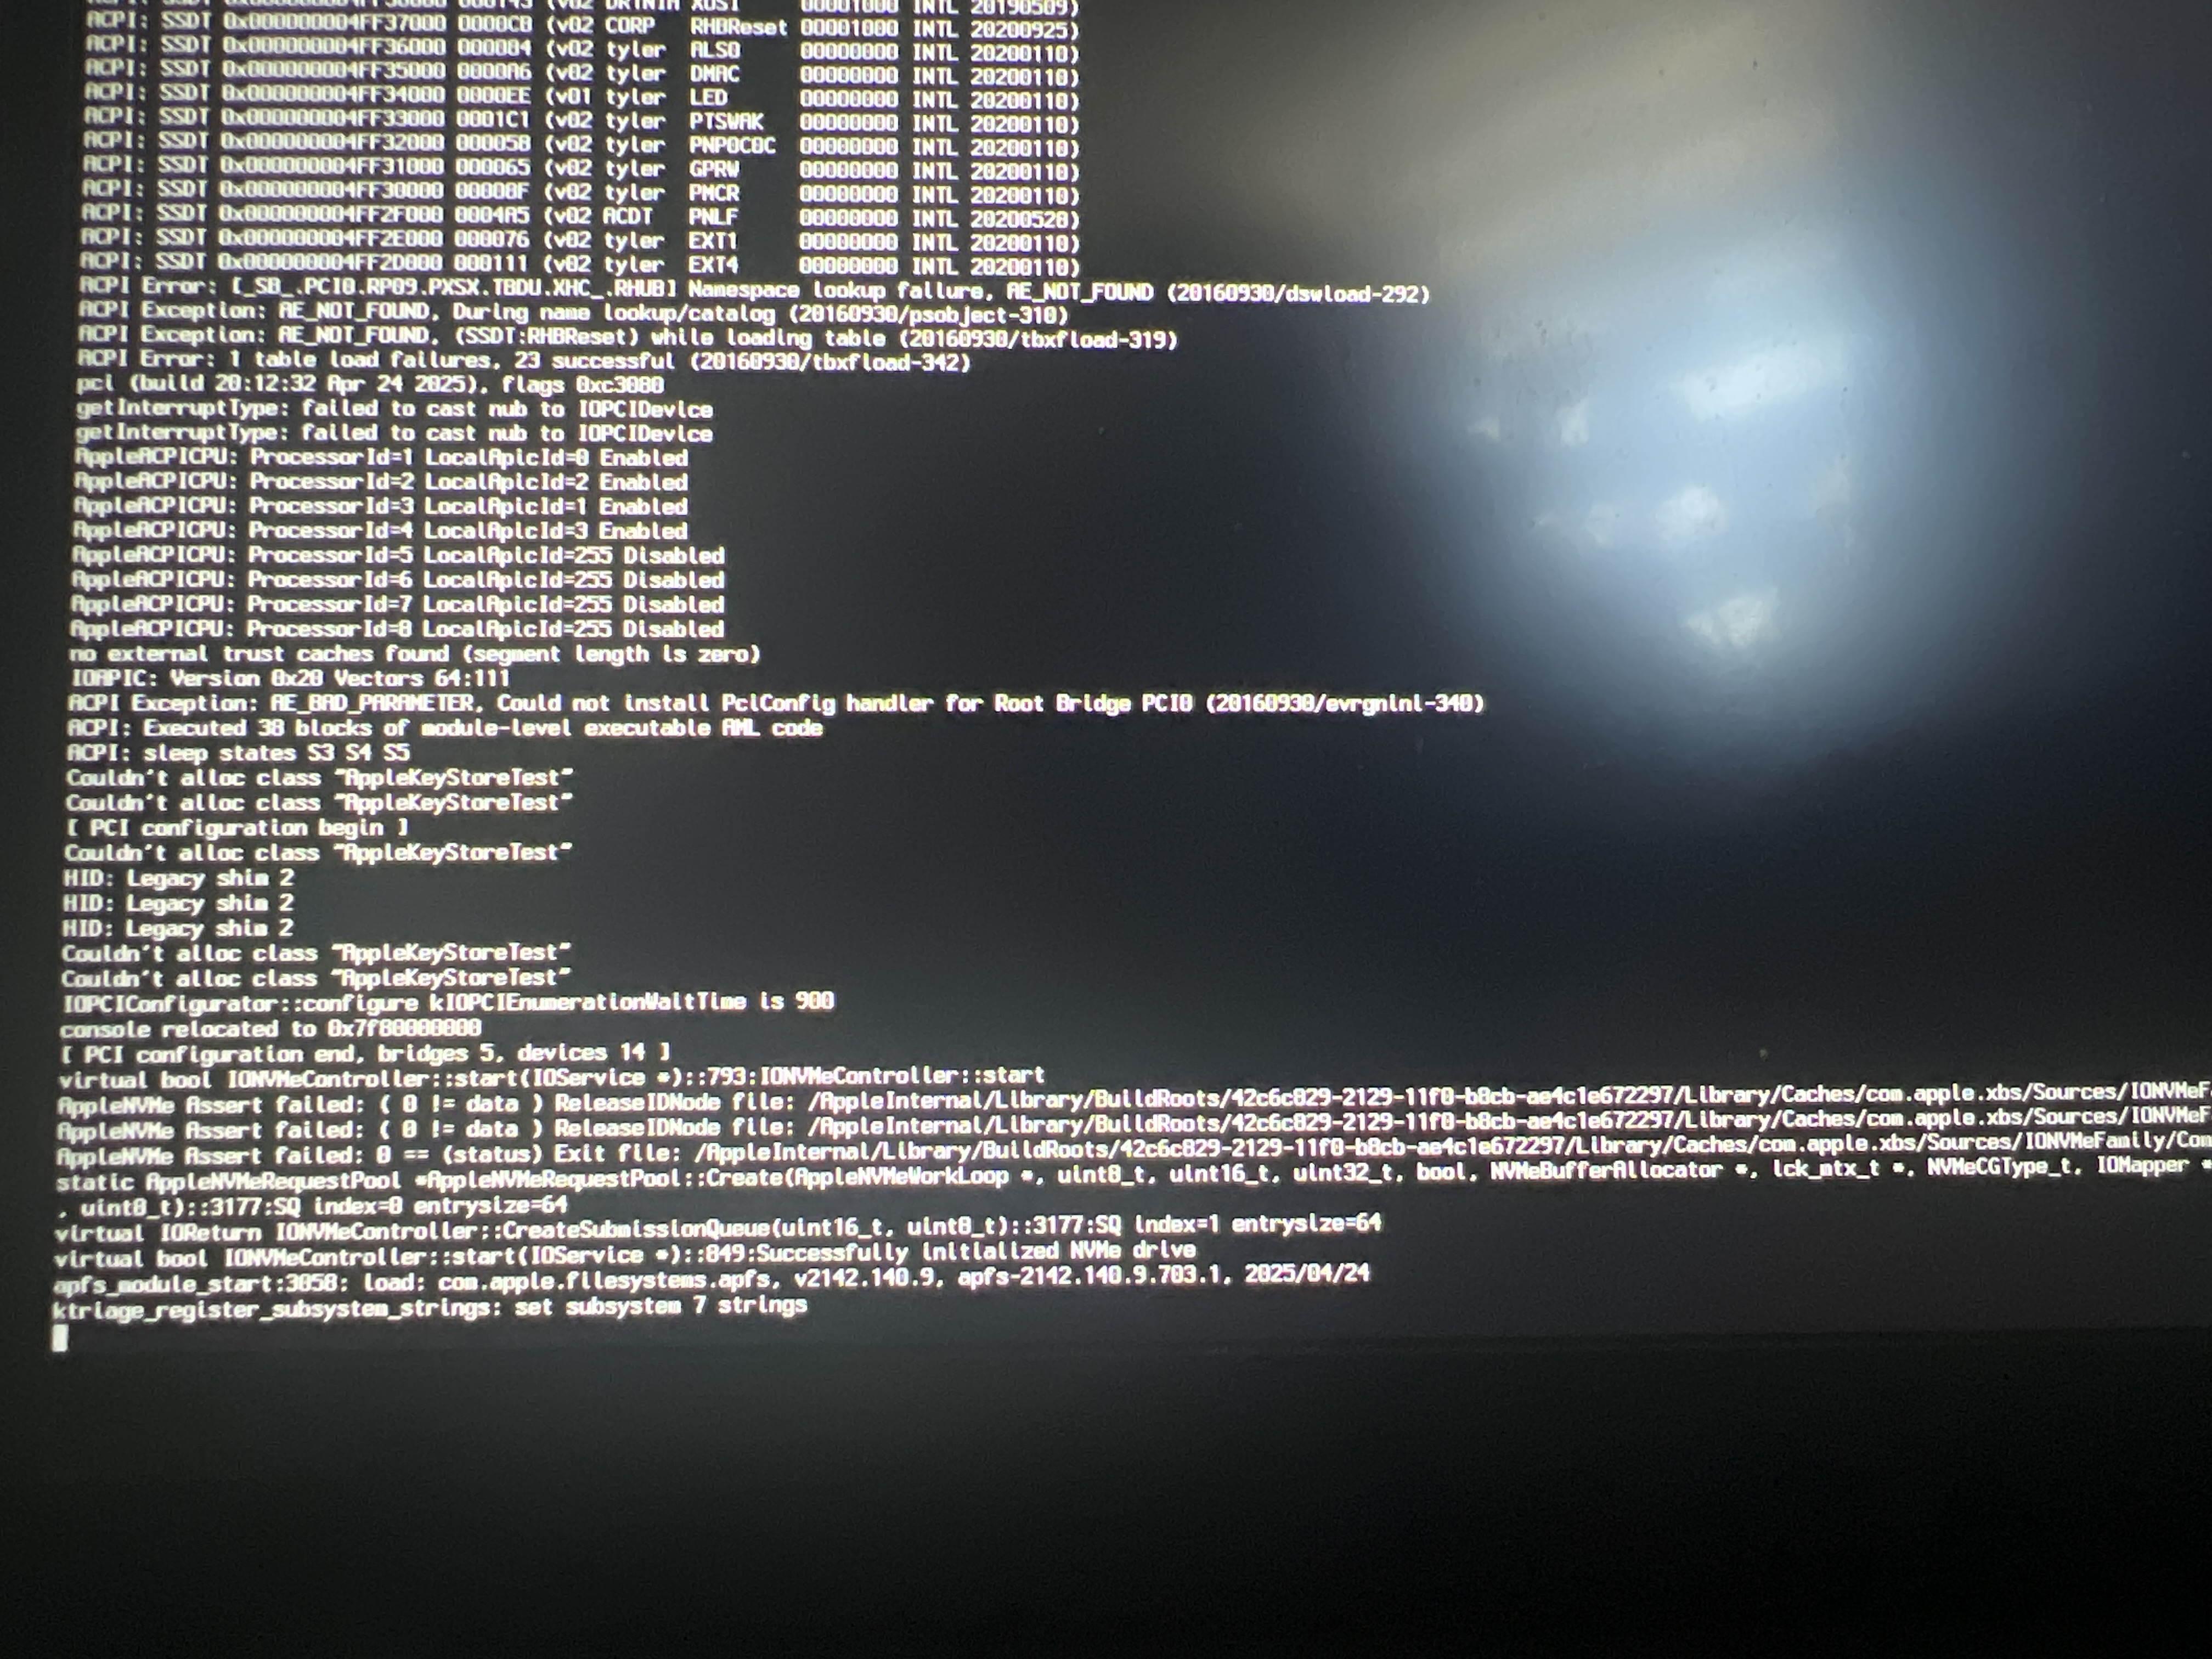 ACPI: SSDT 0x000000004FF37000 0000CB (v02 CORP RHBReset 00001000 INTL 20200925)
ACPI: SSDT 0x000000004FF36000 000084 (v02 tyler ALS0 00000000 INTL 20200110)
ACPI: SSDT 0x000000004FF35000 0000A6 (v02 tyler DMAC 00000000 INTL 20200110)
ACPI: SSDT 0x000000004FF34000 0000EE (v01 tyler LED 00000000 INTL 20200110)
ACPI: SSDT 0x000000004FF33000 0001C1 (v02 tyler PTSWAK 00000000 INTL 20200110)
ACPI: SSDT 0x000000004FF32000 00005B (v02 tyler PNP0C0C 00000000 INTL 20200110)
ACPI: SSDT 0x000000004FF31000 000065 (v02 tyler GPRW 00000000 INTL 20200110)
ACPI: SSDT 0x000000004FF30000 00008F (v02 tyler PMCR 00000000 INTL 20200110)
ACPI: SSDT 0x000000004FF2F000 0004A5 (v02 ACDT PNLF 00000000 INTL 20200528)
ACPI: SSDT 0x000000004FF2E000 000076 (v02 tyler EXT1 00000000 INTL 20200110)
ACPI: SSDT 0x000000004FF2D000 000111 (v02 tyler EXT4 00000000 INTL 20200110)
ACPI Error: [_SB_.PCI0.RP09.PXSX.TBDU.XHC_.RHUB] Namespace lookup failure, AE_NOT_FOUND (20160930/dswload-292)
ACPI Exception: AE_NOT_FOUND, During name lookup/catalog (20160930/psobject-310)
ACPI Exception: AE_NOT_FOUND, (SSDT:RHBReset) while loading table (20160930/tbxfload-319)
ACPI Error: 1 table load failures, 23 successful (20160930/tbxfload-342)
pci (build 20:12:32 Apr 24 2025), flags 0xc3080
getInterruptType: failed to cast nub to IOPCIDevice
getInterruptType: failed to cast nub to IOPCIDevice
AppleACPICPU: ProcessorId=1 LocalApicId=0 Enabled
AppleACPICPU: ProcessorId=2 LocalApicId=2 Enabled
AppleACPICPU: ProcessorId=3 LocalApicId=1 Enabled
AppleACPICPU: ProcessorId=4 LocalApicId=3 Enabled
AppleACPICPU: ProcessorId=5 LocalApicId=255 Disabled
AppleACPICPU: ProcessorId=6 LocalApicId=255 Disabled
AppleACPICPU: ProcessorId=7 LocalApicId=255 Disabled
AppleACPICPU: ProcessorId=8 LocalApicId=255 Disabled
no external trust caches found (segment length is zero)
IOAPIC: Version 0x20 Vectors 64:111
ACPI Exception: AE_BAD_PARAMETER, Could not install PciConfig handler for Root Bridge PCI0 (20160930/evrgnini-340)
ACPI: Executed 38 blocks of module-level executable AML code
ACPI: sleep states S3 S4 S5
Couldn't alloc class "AppleKeyStoreTest"
Couldn't alloc class "AppleKeyStoreTest"
[ PCI configuration begin ]
Couldn't alloc class "AppleKeyStoreTest"
HID: Legacy shim 2
HID: Legacy shim 2
HID: Legacy shim 2
Couldn't alloc class "AppleKeyStoreTest"
Couldn't alloc class "AppleKeyStoreTest"
IOPCIConfigurator::configure kIOPCIEnumerationWaitTime is 900
console relocated to 0x7f80000000
[ PCI configuration end, bridges 5, devices 14 ]
virtual bool IONVMeController::start(IOService *)::793:IONVMeController::start
AppleNVMe Assert failed: ( 0 != data ) ReleaseIDNode file: /AppleInternal/Library/BuildRoots/42c6c829-2129-11f0-b8cb-ae4c1e672297/Library/Caches/com.apple.xbs/Sources/IONVMeF
AppleNVMe Assert failed: ( 0 != data ) ReleaseIDNode file: /AppleInternal/Library/BuildRoots/42c6c829-2129-11f0-b8cb-ae4c1e672297/Library/Caches/com.apple.xbs/Sources/IONVMeF
AppleNVMe Assert failed: 0 == (status) Exit file: /AppleInternal/Library/BuildRoots/42c6c829-2129-11f0-b8cb-ae4c1e672297/Library/Caches/com.apple.xbs/Sources/IONVMeFamily/Com
static AppleNVMeRequestPool *AppleNVMeRequestPool::Create(AppleNVMeWorkLoop *, uint8_t, uint16_t, uint32_t, bool, NVMeBufferAllocator *, lck_mtx_t *, NVMeCGType_t, IOMapper *
, uint8_t)::3177:SQ index=0 entrysize=64
virtual IOReturn IONVMeController::CreateSubmissionQueue(uint16_t, uint8_t)::3177:SQ index=1 entrysize=64
virtual bool IONVMeController::start(IOService *)::849:Successfully initialized NVMe drive
apfs_module_start:3058: load: com.apple.filesystems.apfs, v2142.140.9, apfs-2142.140.9.703.1, 2025/04/24
ktriage_register_subsystem_strings: set subsystem 7 strings